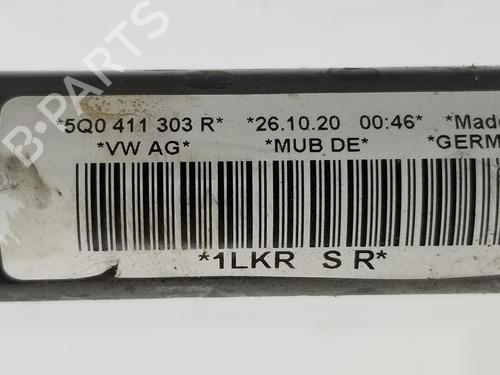 *5Q0 411 303 R* *26.10.20 00:46* *Made
*VW AG* *MUB DE* *GERM
*1LKR S R*
B-PARTS